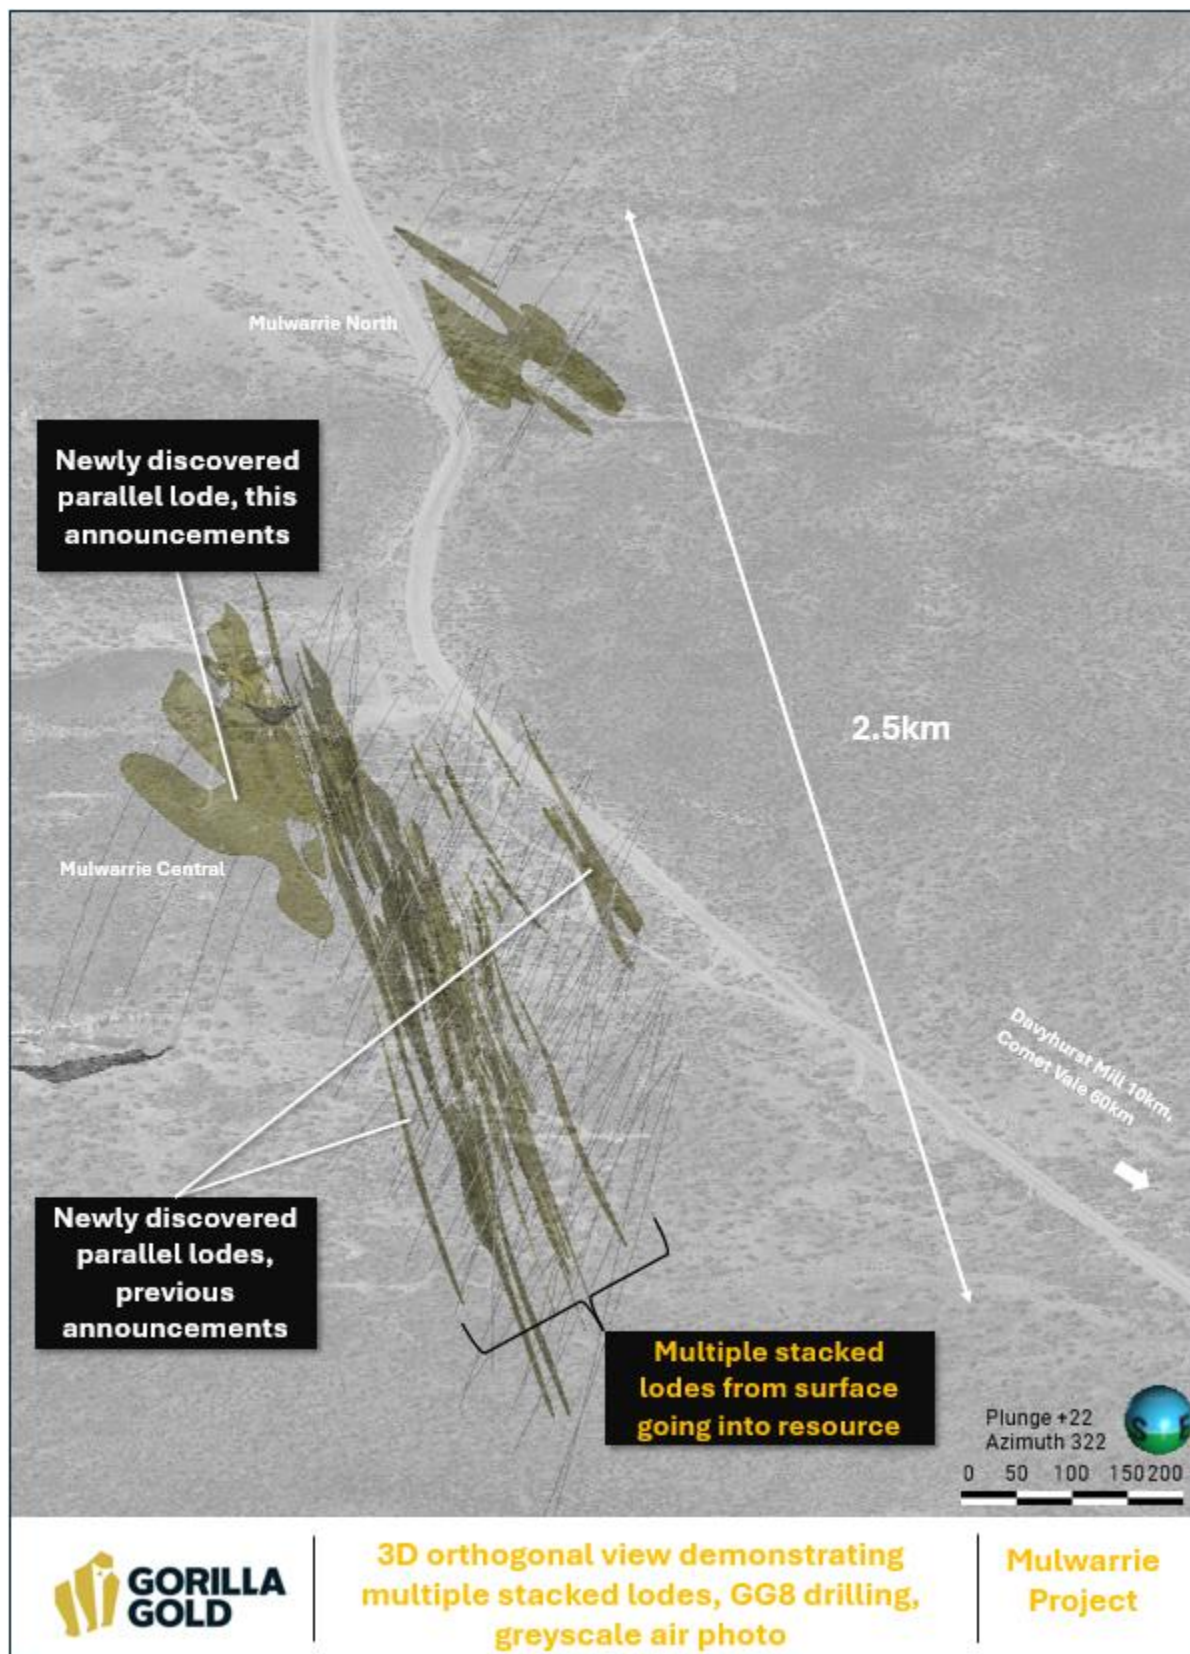 Mulwarrie North
Newly discovered
parallel lode, this
announcements
2.5km
Mulwarrie Central
Davyhurst Mill 10km,
Comet Vale 60km
Newly discovered
parallel lodes,
previous
announcements
Multiple stacked
lodes from surface
going into resource
Plunge +22
Azimuth 322
S E
0 50 100 150 200
GORILLA
GOLD
3D orthogonal view demonstrating
multiple stacked lodes, GG8 drilling,
greyscale air photo
Mulwarrie
Project